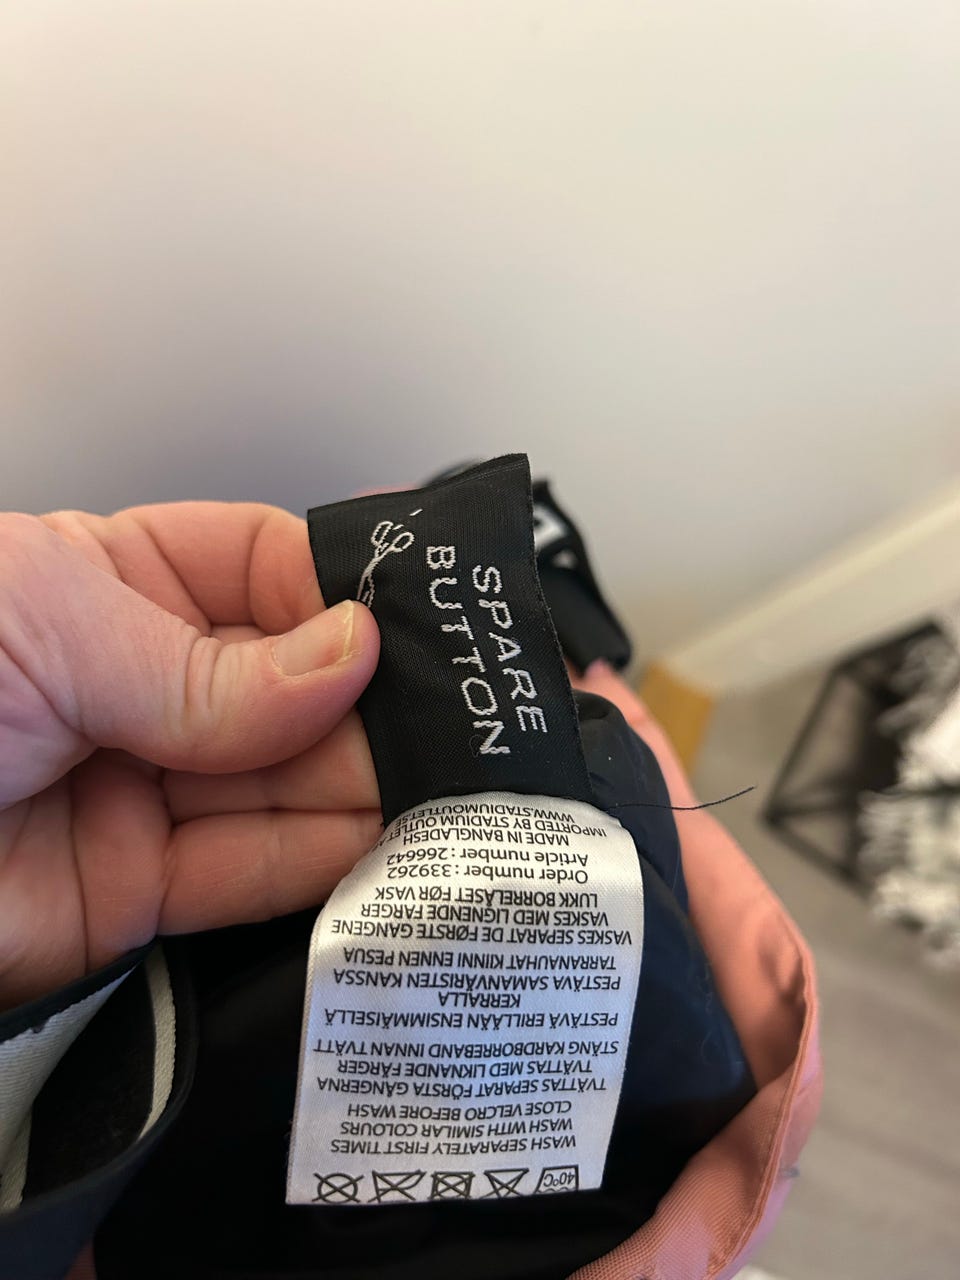 SPARE
BUTTON
40°C
WASH SEPARATELY FIRST TIMES
WASH WITH SIMILAR COLOURS
CLOSE VELCRO BEFORE WASH
TVÄTTAS SEPARAT FÖRSTA GÅNGERNA
TVÄTTAS MED LIKNANDE FÄRGER
STÄNG KARDBORREBAND INNAN TVÄTT
PESTÄVÄ ERILLÄÄN ENSIMMÄISELLÄ
KERRALLA
PESTÄVÄ SAMANVÄRISTEN KANSSA
TARRANAUHAT KIINNI ENNEN PESUA
VASKES SEPARAT DE FØRSTE GANGENE
VASKES MED LIGNENDE FARGER
LUKK BORRELÅSET FØR VASK
Order number: 339262
Article number: 266642
MADE IN BANGLADESH
IMPORTED BY STADIUM OUTLET
WWW.STADIUMOUTLET.SE